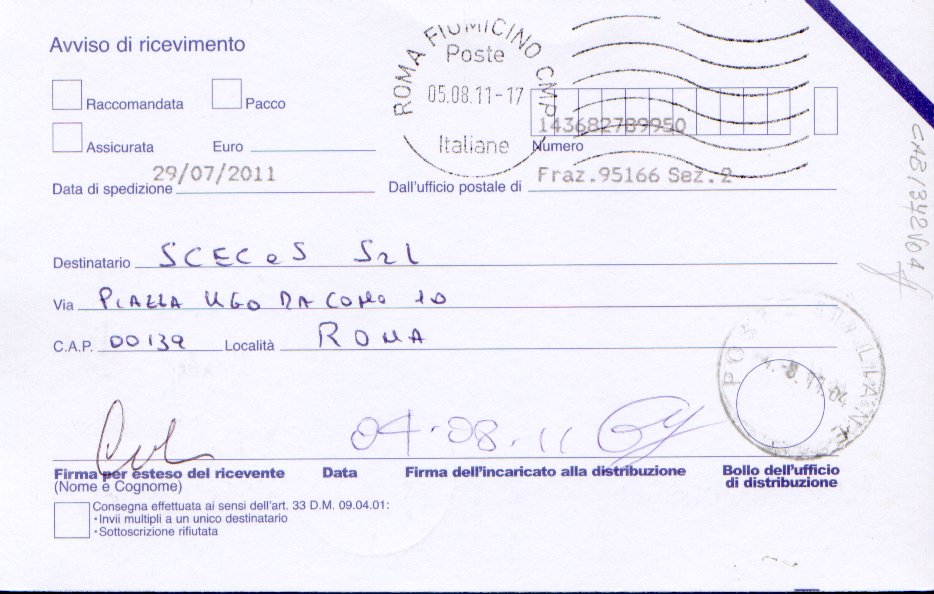 Avviso di ricevimento
ROMA FIUMICINO CMP
Poste
05.08.11-17
Italiane
Raccomandata
Pacco
143682789950
Assicurata
Euro
Numero
29/07/2011
Data di spedizione
Dall'ufficio postale di
Fraz.95166 Sez.2
CAB/342V04
Destinatario SCECeS Srl
Via PIAZZA UGO DA COMO 10
C.A.P. 00139 Località ROMA
04.08.11
Firma per esteso del ricevente
Data
Firma dell'incaricato alla distribuzione
Bollo dell'ufficio
di distribuzione
(Nome e Cognome)
Consegna effettuata ai sensi dell'art. 33 D.M. 09.04.01:
•Invii multipli a un unico destinatario
•Sottoscrizione rifiutata